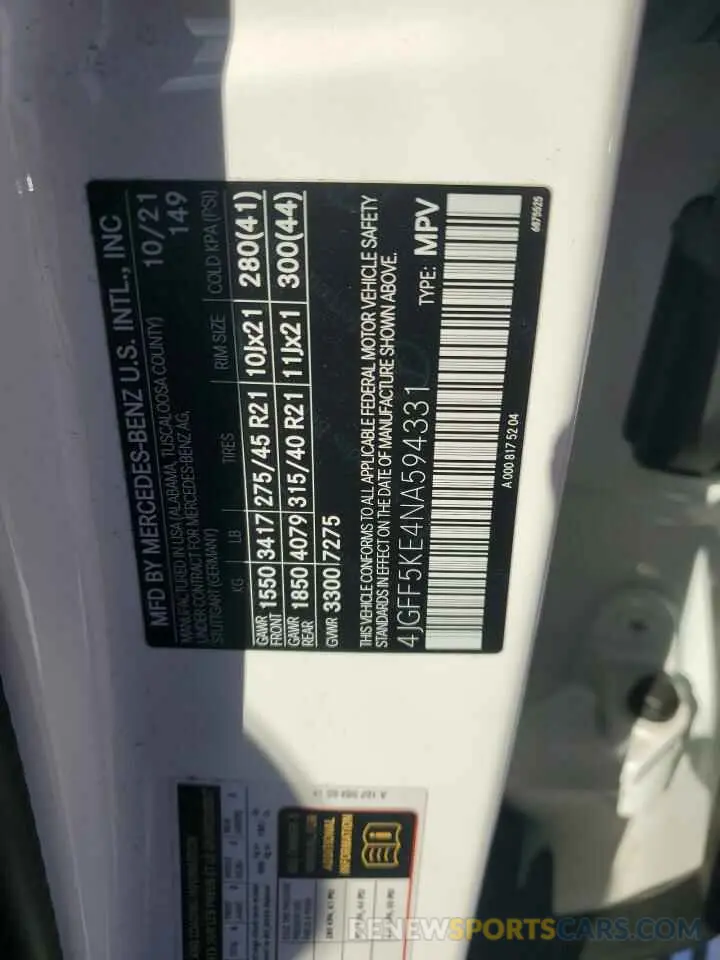 MFD BY MERCEDES-BENZ U.S. INTL., INC 10/21
MANUFACTURED IN USA (ALABAMA, TUSCALOOSA COUNTY) 149
UNDER CONTRACT FOR MERCEDES-BENZ AG,
STUTTGART (GERMANY)
KG LB TIRES RIM SIZE COLD KPA (PSI)
GAWR FRONT 1550 3417 275/45 R21 10Jx21 280(41)
GAWR REAR 1850 4079 315/40 R21 11Jx21 300(44)
GVWR 3300 7275
THIS VEHICLE CONFORMS TO ALL APPLICABLE FEDERAL MOTOR VEHICLE SAFETY
STANDARDS IN EFFECT ON THE DATE OF MANUFACTURE SHOWN ABOVE.
4JGFF5KE4NA594331 TYPE: MPV
A 000 817 52 04 6875525
ADDITIONAL
INFORMATION
RENEWSPORTSCARS.COM